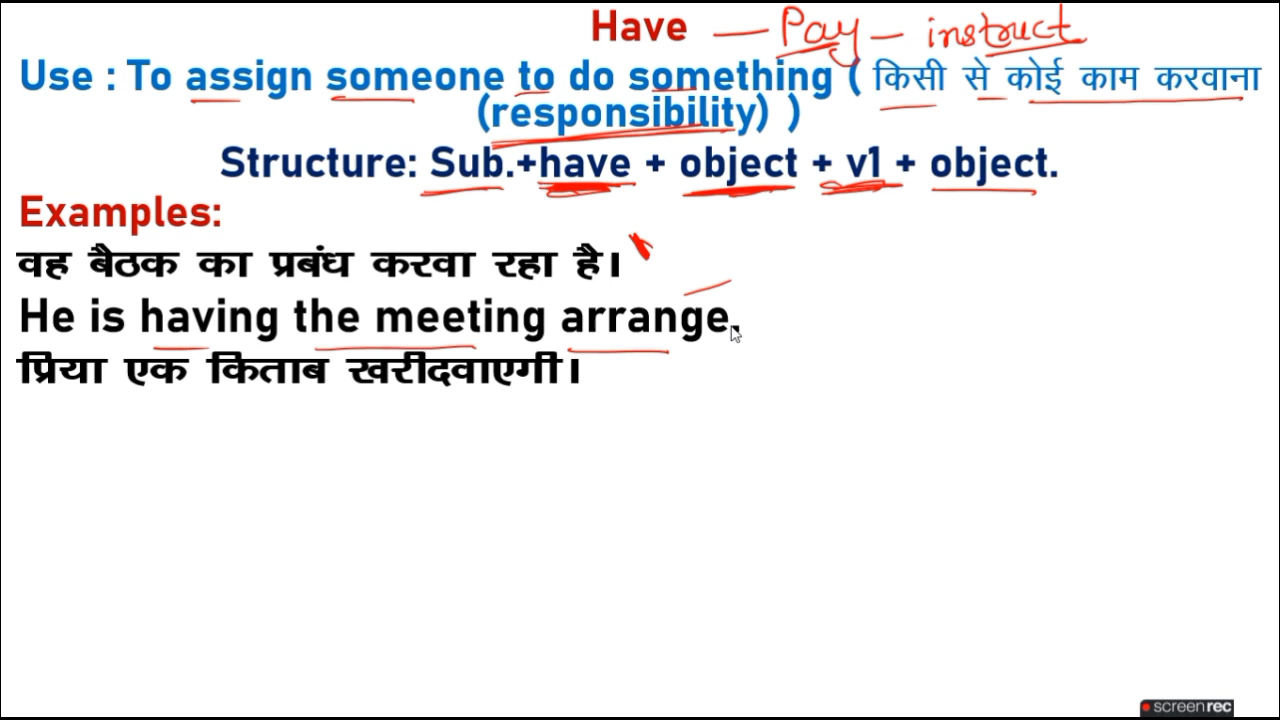 Have — Pay — instruct
Use : To assign someone to do something ( किसी से कोई काम करवाना
(responsibility) )
Structure: Sub.+have + object + v1 + object.
Examples:
वह बैठक का प्रबंध करवा रहा है।
He is having the meeting arrange.
प्रिया एक किताब खरीदवाएगी।
screenrec